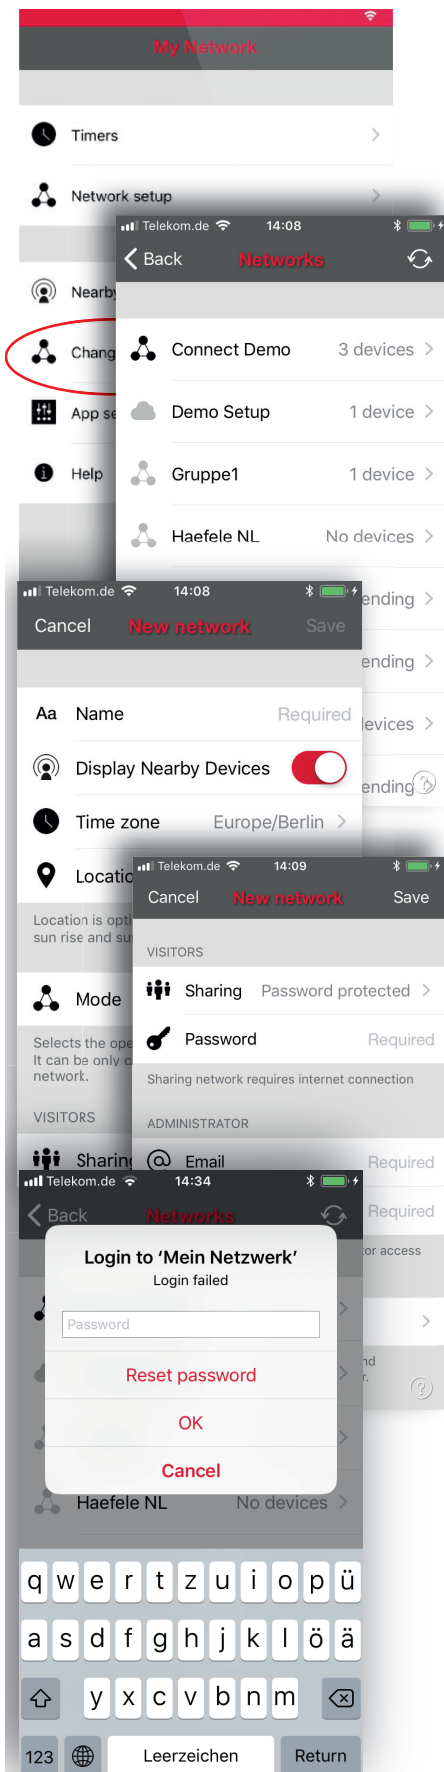 My Network
Timers
Network setup
Telekom.de 14:08
Back Networks
Nearby
Chang
Connect Demo 3 devices
App se
Demo Setup 1 device
Help
Gruppe1 1 device
Haefele NL No devices
Telekom.de 14:08
ending
Cancel New network Save
ending
Aa Name Required
evices
Display Nearby Devices
ending
Time zone Europe/Berlin
Locatio
Telekom.de 14:09
Cancel New network Save
Location is opti
sun rise and su
VISITORS
Sharing Password protected
Mode
Password Required
Selects the ope
It can be only c
network.
Sharing network requires internet connection
VISITORS
ADMINISTRATOR
Sharing
Email Required
Telekom.de 14:34
Back Networks
Required
tor access
Login to ‘Mein Netzwerk’
Login failed
Password
nd
r.
Reset password
OK
Cancel
Haefele NL No devices
q w e r t z u i o p ü
a s d f g h j k l ö ä
y x c v b n m
123 Leerzeichen Return